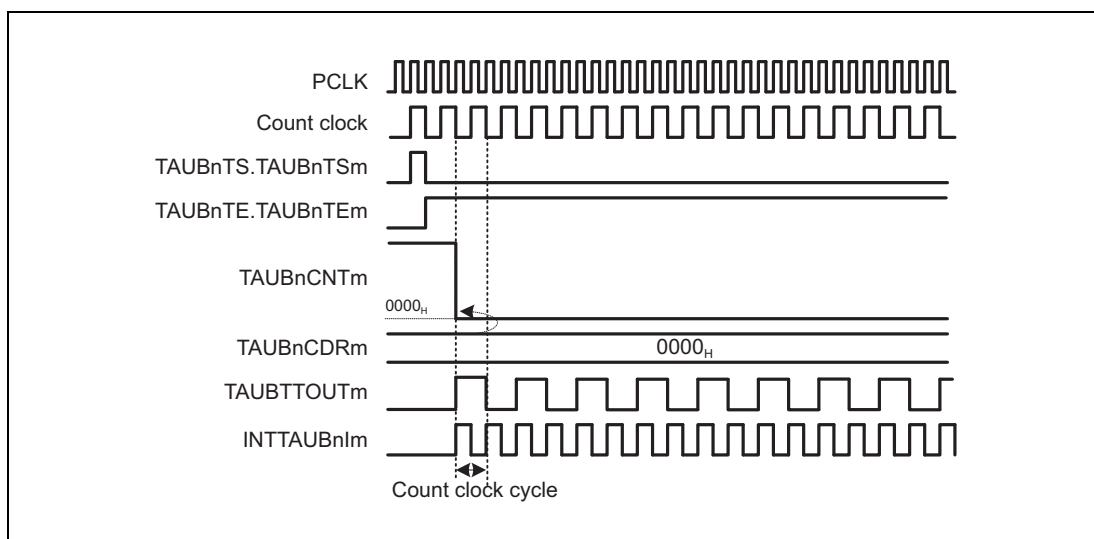 PCLK
Count clock
TAUBnTS.TAUBnTSm
TAUBnTE.TAUBnTEm
TAUBnCNTm
0000H
TAUBnCDRm
0000H
TAUBTTOUTm
INTTAUBnIm
Count clock cycle